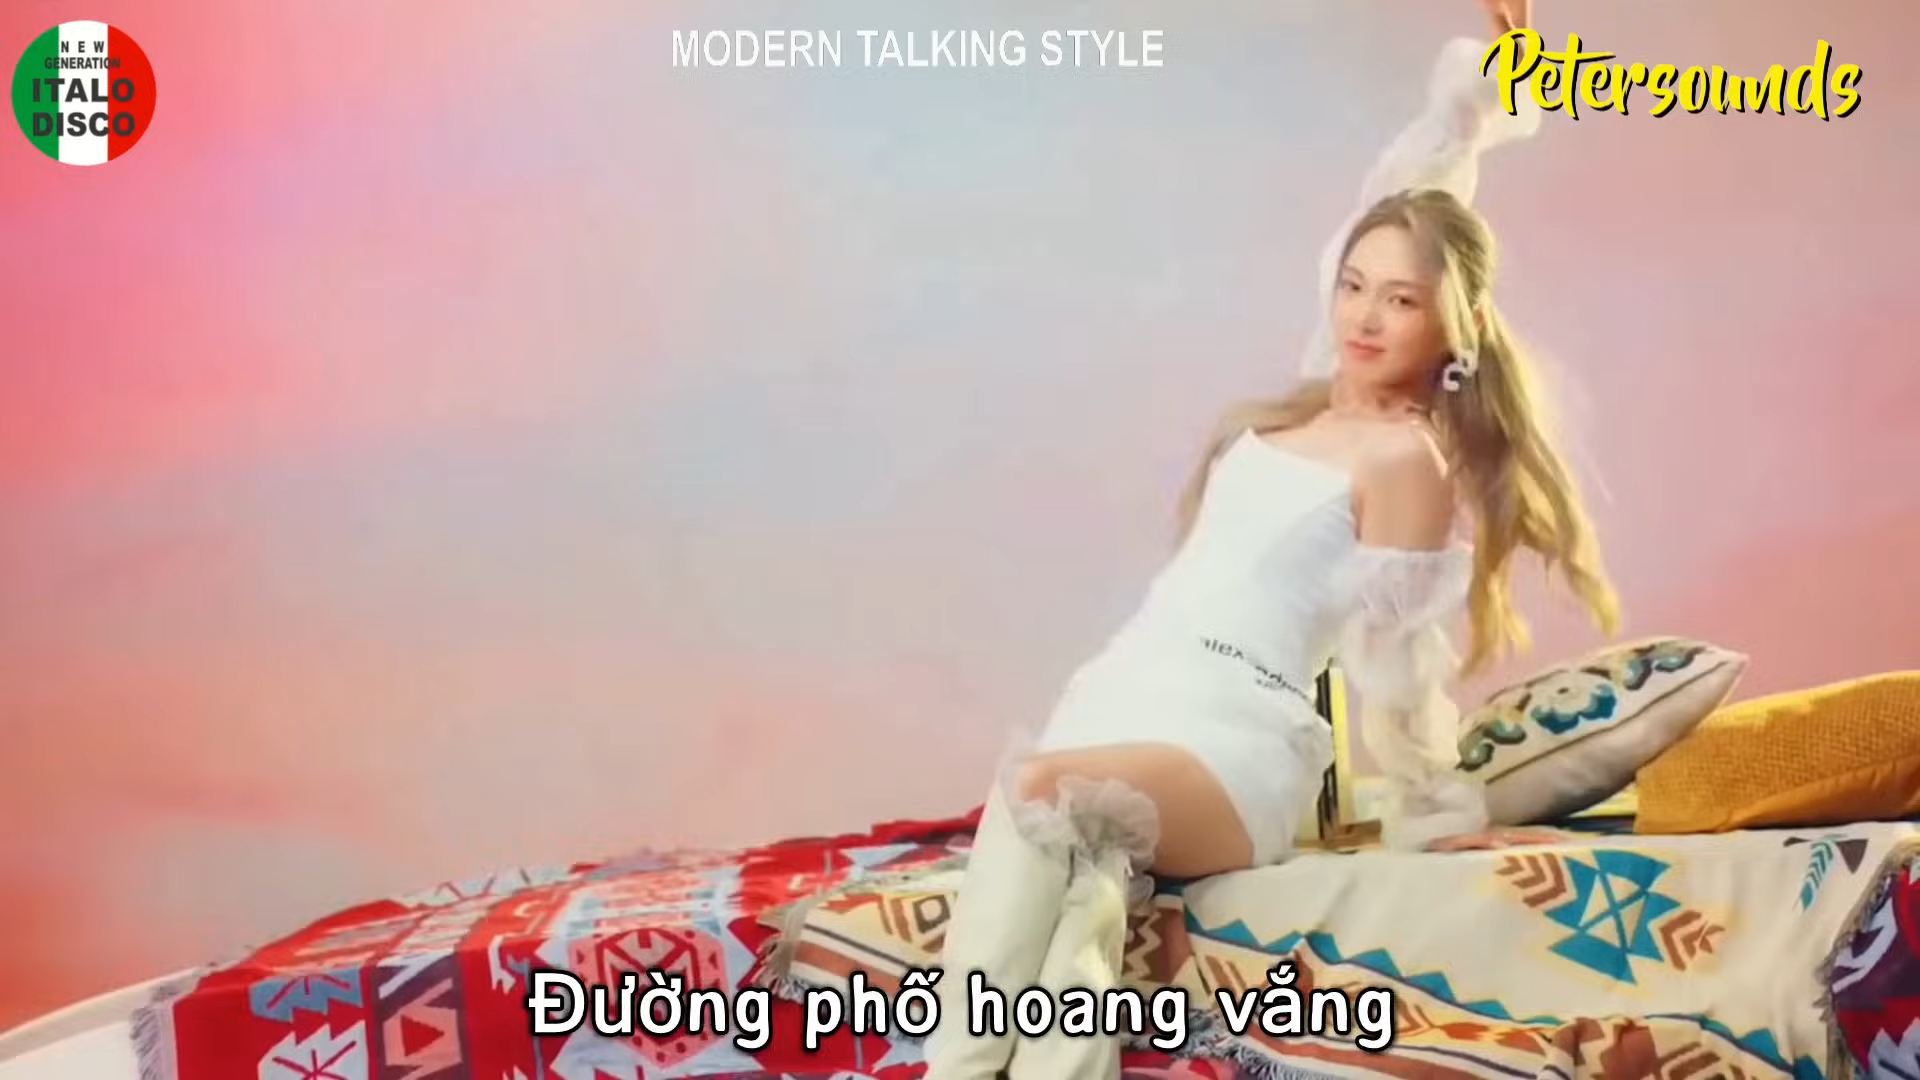 NEW
GENERATION
ITALO
DISCO
MODERN TALKING STYLE
Petersounds
Đường phố hoang vắng